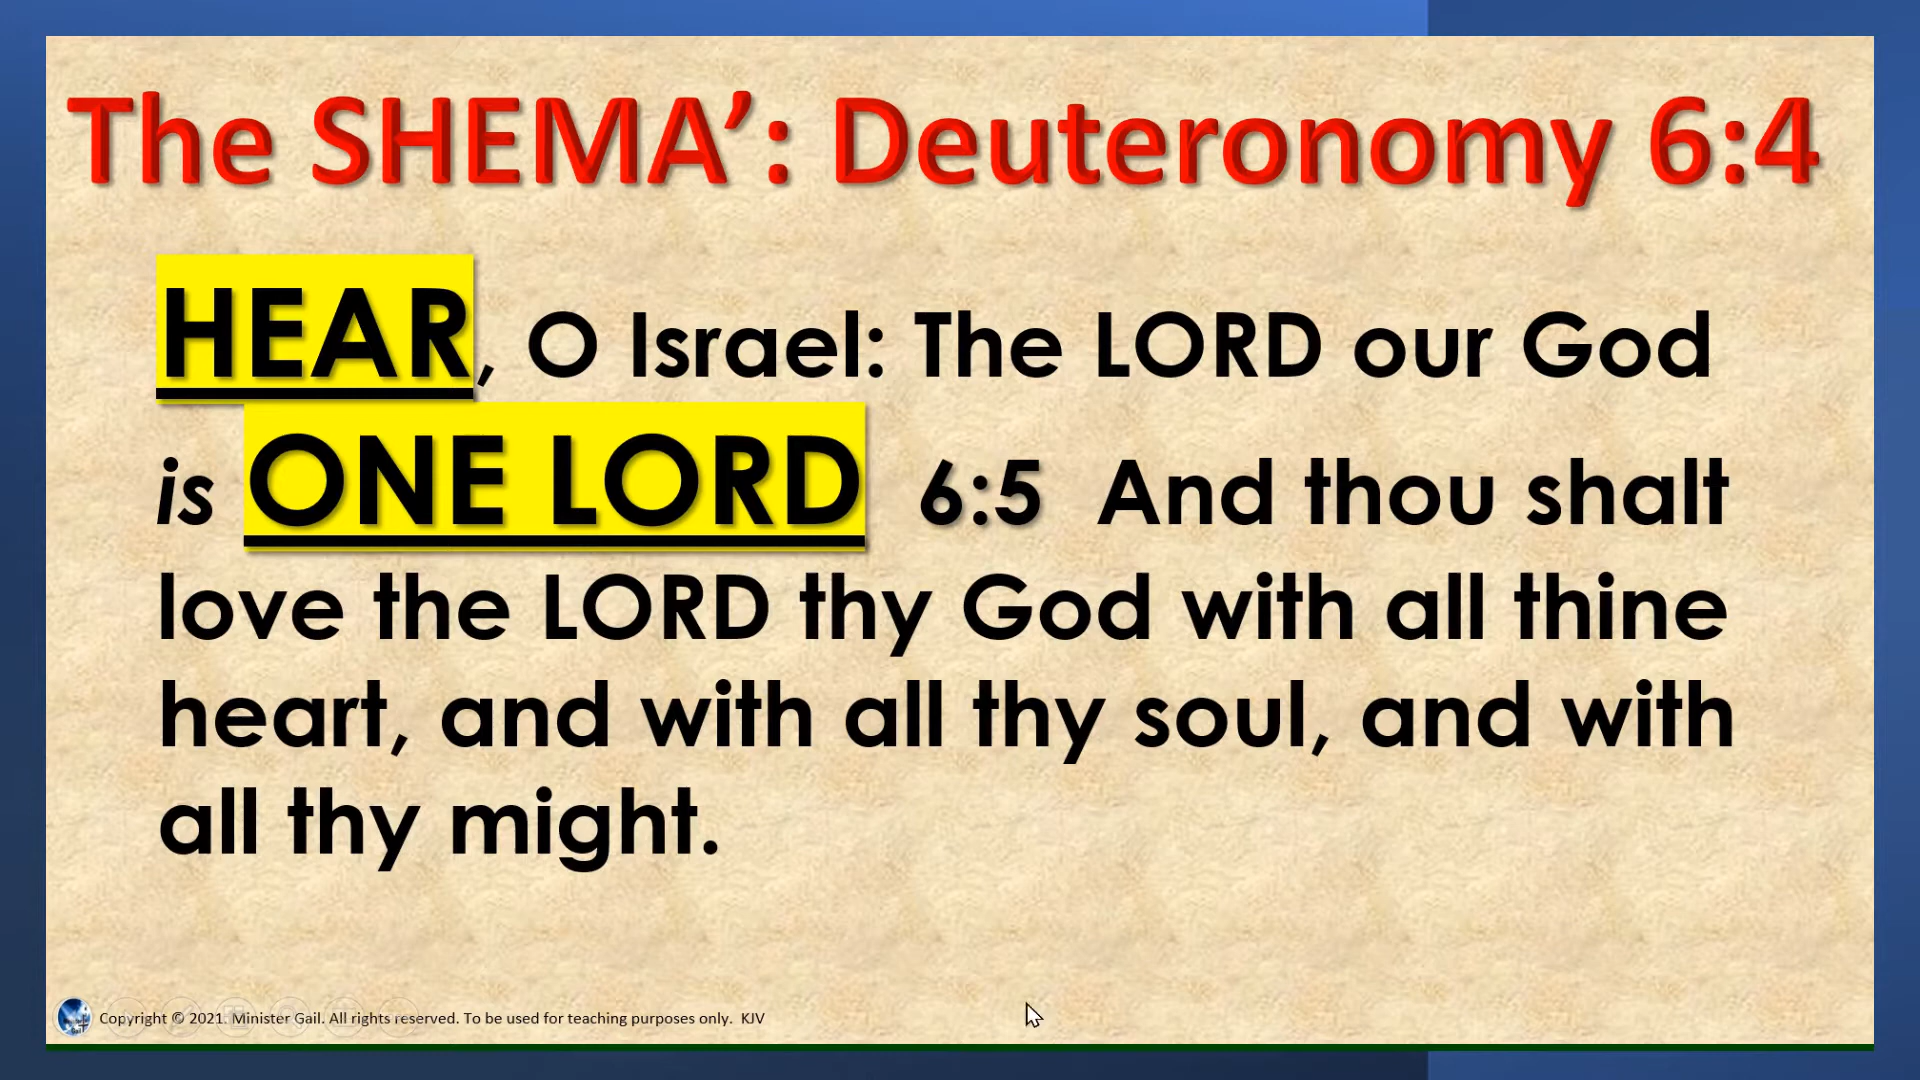 The SHEMA’: Deuteronomy 6:4
HEAR, O Israel: The LORD our God
is ONE LORD 6:5 And thou shalt
love the LORD thy God with all thine
heart, and with all thy soul, and with
all thy might.
Copyright © 2021. Minister Gail. All rights reserved. To be used for teaching purposes only. KJV